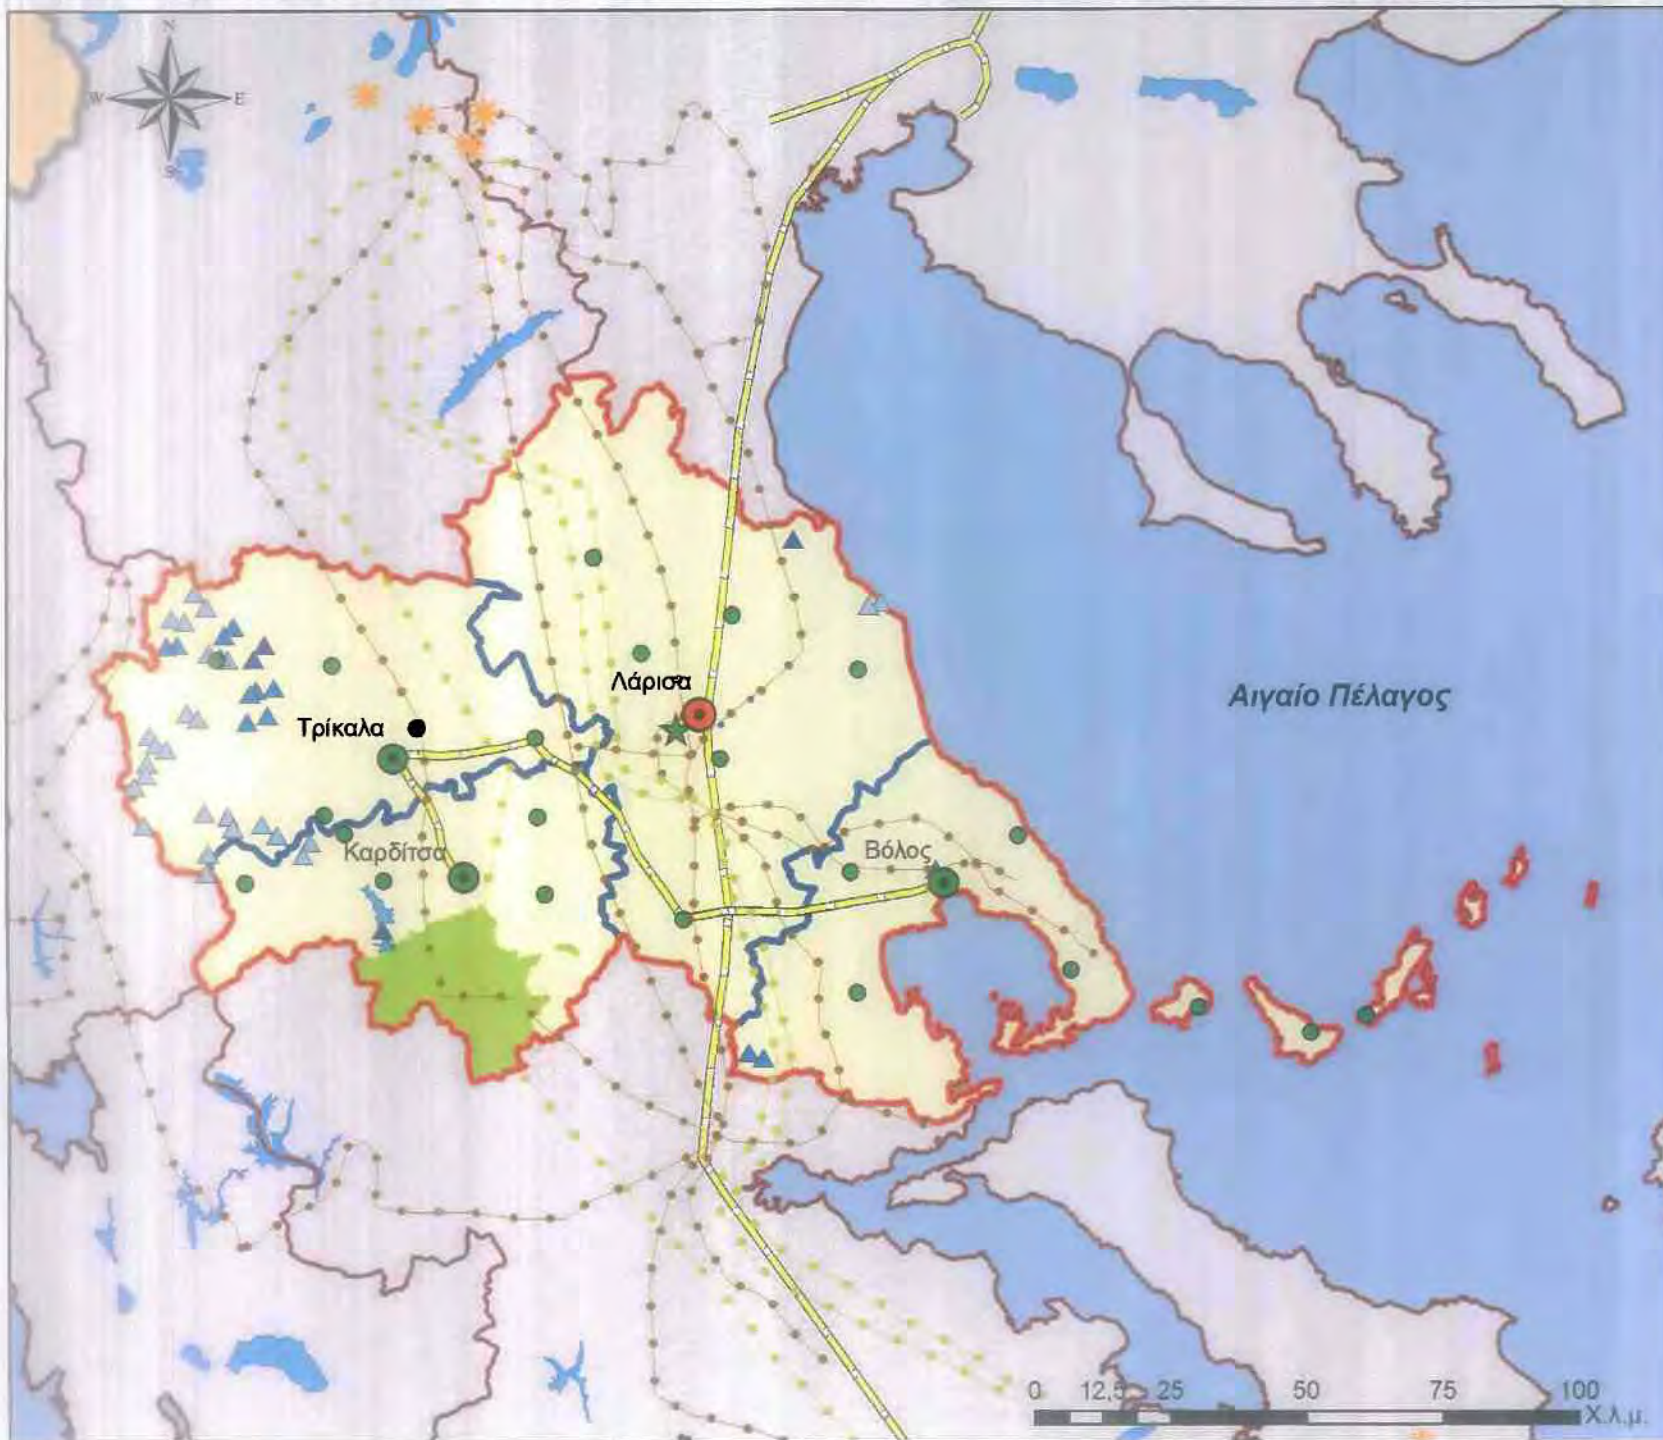 N
W E
S
Λάρισα
Αιγαίο Πέλαγος
Τρίκαλα
Καρδίτσα
Βόλος
0 12,5 25 50 75 100
Χ.λ.μ.